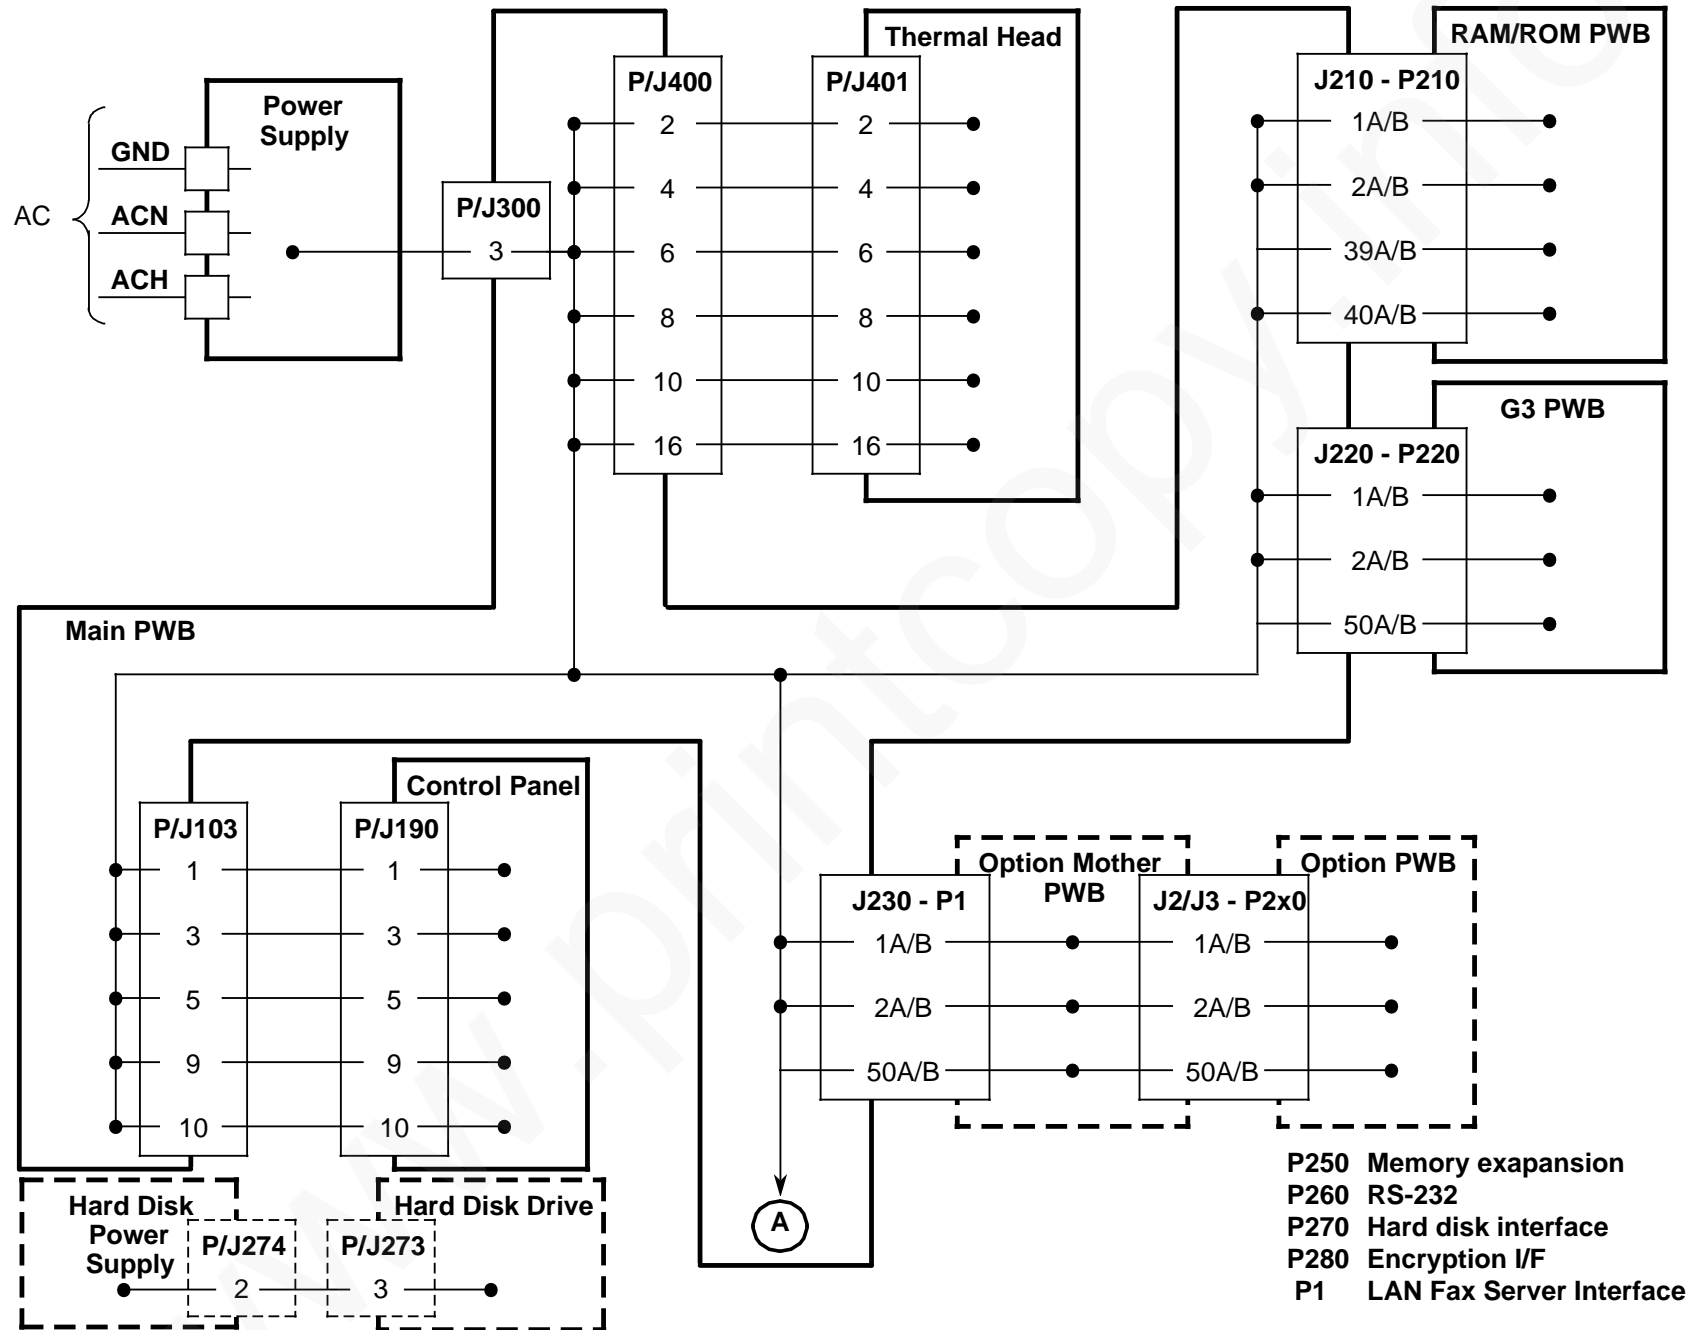 Thermal Head
RAM/ROM PWB
Power
Supply
P/J400
P/J401
J210 - P210
AC
GND
ACN
ACH
P/J300
3
2
4
6
8
10
16
2
4
6
8
10
16
1A/B
2A/B
39A/B
40A/B
G3 PWB
J220 - P220
1A/B
2A/B
50A/B
Main PWB
Control Panel
P/J103
P/J190
1
3
5
9
10
1
3
5
9
10
Option Mother
PWB
Option PWB
J230 - P1
J2/J3 - P2x0
1A/B
2A/B
50A/B
1A/B
2A/B
50A/B
A
Hard Disk
Power
Supply
Hard Disk Drive
P/J274
P/J273
2
3
P250 Memory exapansion
P260 RS-232
P270 Hard disk interface
P280 Encryption I/F
P1 LAN Fax Server Interface
www.printcopy.info